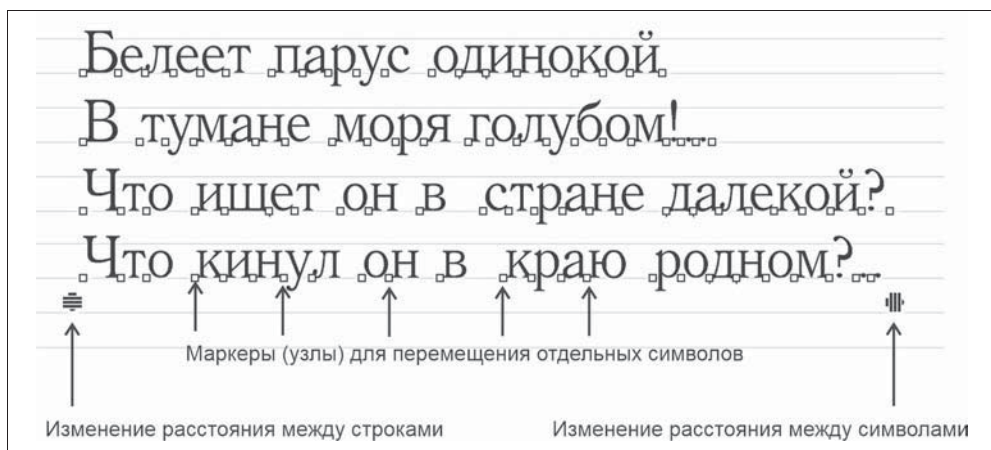 Белеет парус одинокой
В тумане моря голубом!..
Что ищет он в стране далекой?
Что кинул он в краю родном?..
Маркеры (узлы) для перемещения отдельных символов
Изменение расстояния между строками
Изменение расстояния между символами